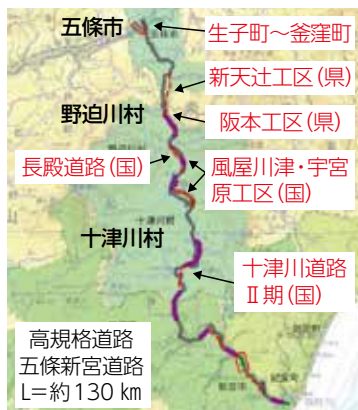 五條市
生子町～釜窪町
新天辻工区(県)
野迫川村
阪本工区(県)
長殿道路(国)
風屋川津・宇宮
原工区(国)
十津川村
十津川道路
Ⅱ期(国)
高規格道路
五條新宮道路
L=約130㎞